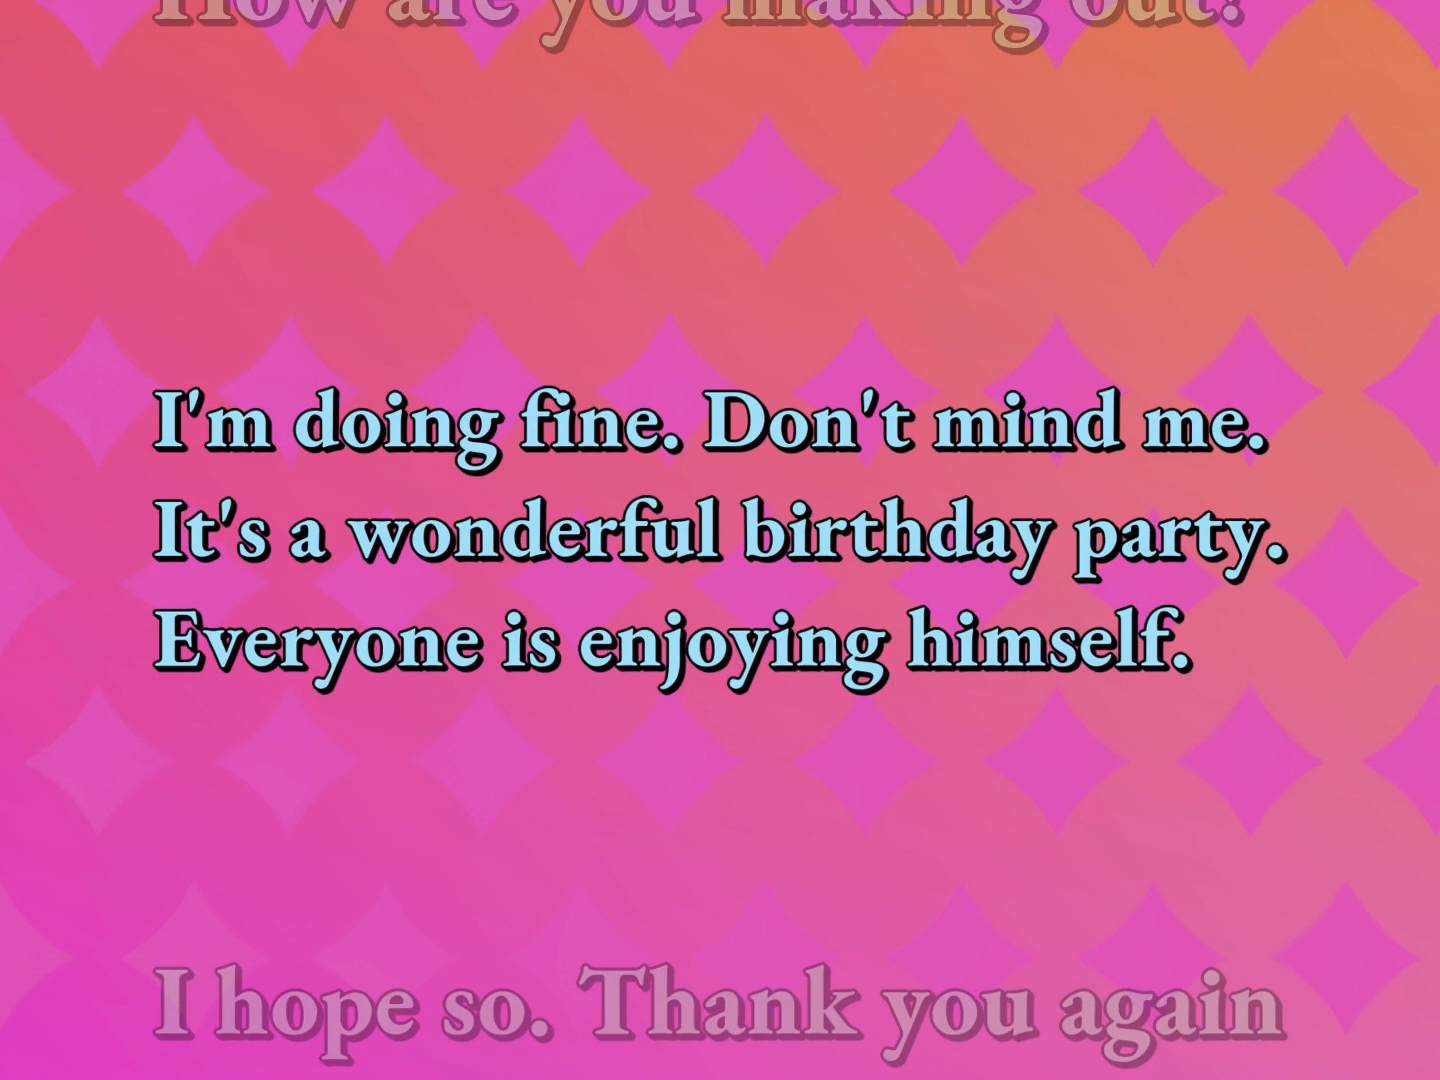 How are you making out?
I'm doing fine. Don't mind me.
It's a wonderful birthday party.
Everyone is enjoying himself.
I hope so. Thank you again